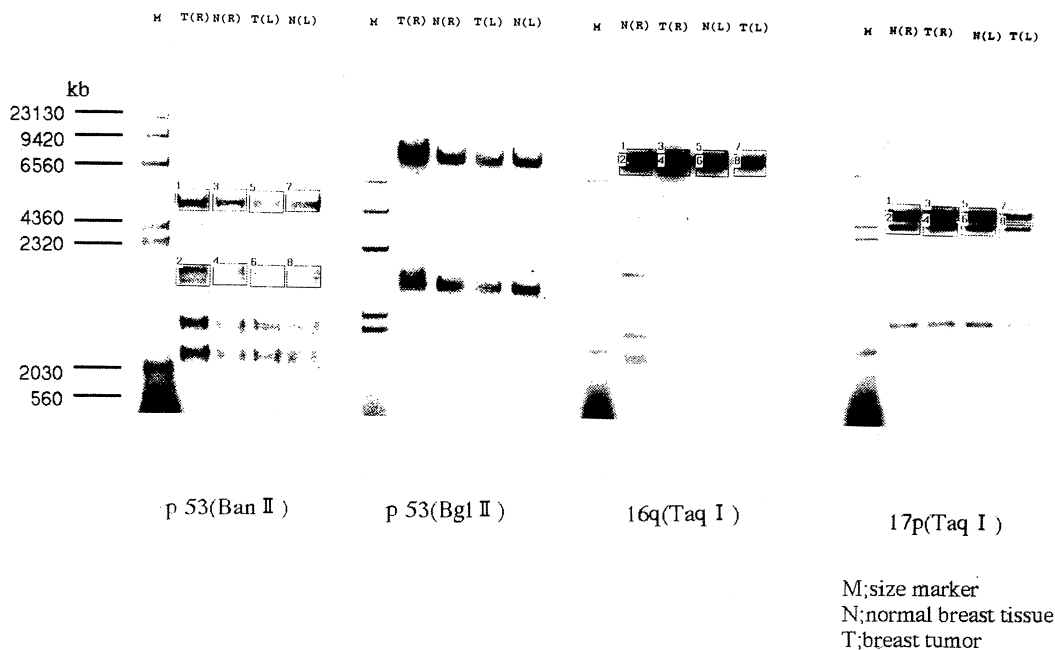 M T(R) N(R) T(L) N(L)
M T(R) N(R) T(L) N(L)
M N(R) T(R) N(L) T(L)
M N(R) T(R) N(L) T(L)
kb
23130
9420
6560
4360
2320
2030
560
1 3 5 7
2 4 6 8
1 3 5 7
2 4 6 8
1 3 5 7
2 4 8
p 53(Ban Ⅱ)
p 53(Bgl Ⅱ)
16q(Taq Ⅰ)
17p(Taq Ⅰ)
M;size marker
N;normal breast tissue
T;breast tumor